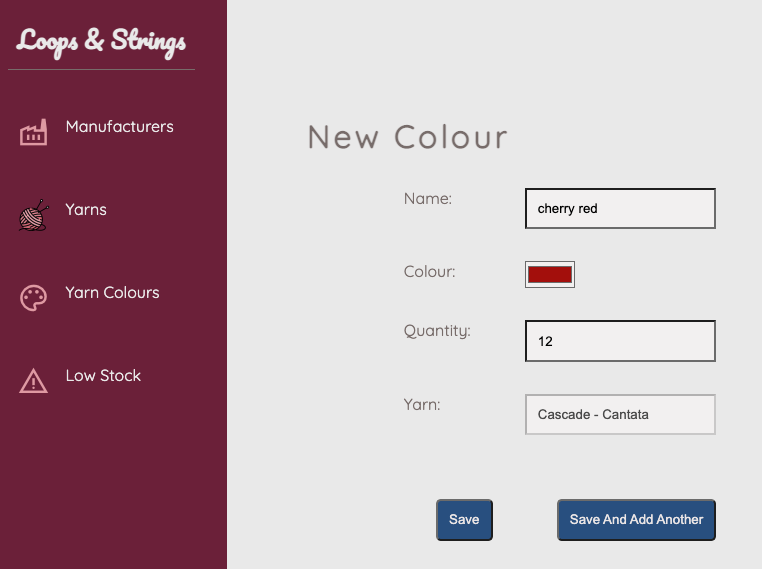 Loops & Strings
Manufacturers
Yarns
Yarn Colours
Low Stock
New Colour
Name:
cherry red
Colour:
Quantity:
12
Yarn:
Cascade - Cantata
Save
Save And Add Another